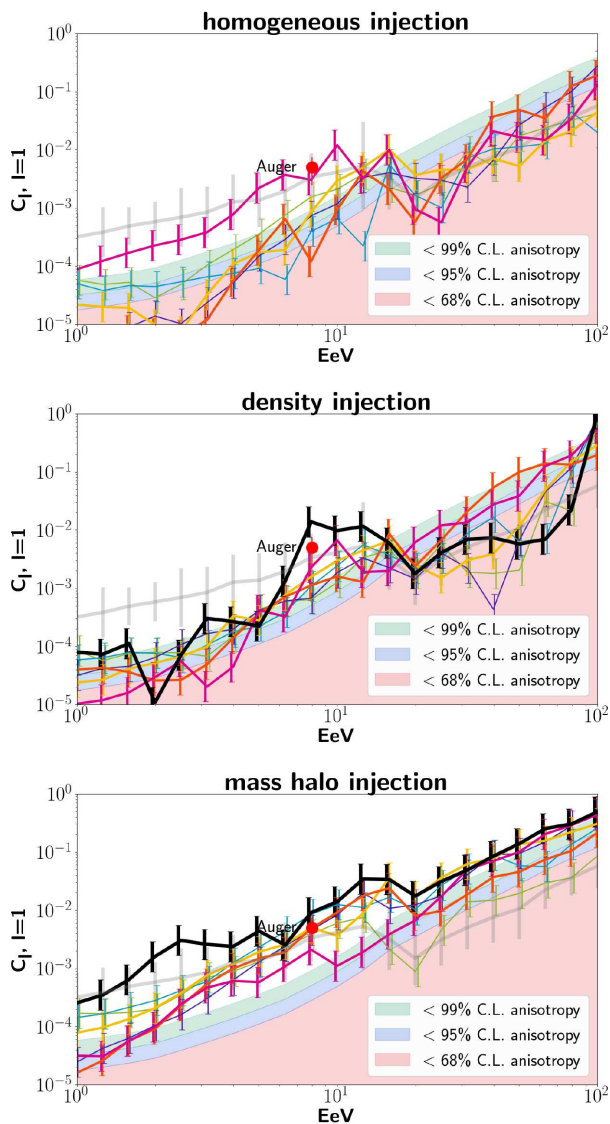 homogeneous injection
10^0
10^-1
10^-2
10^-3
10^-4
10^-5
C_l, l=1
Auger
< 99% C.L. anisotropy
< 95% C.L. anisotropy
< 68% C.L. anisotropy
10^0 10^1 10^2
EeV
density injection
10^0
10^-1
10^-2
10^-3
10^-4
10^-5
C_l, l=1
Auger
< 99% C.L. anisotropy
< 95% C.L. anisotropy
< 68% C.L. anisotropy
10^0 10^1 10^2
EeV
mass halo injection
10^0
10^-1
10^-2
10^-3
10^-4
10^-5
C_l, l=1
Auger
< 99% C.L. anisotropy
< 95% C.L. anisotropy
< 68% C.L. anisotropy
10^0 10^1 10^2
EeV